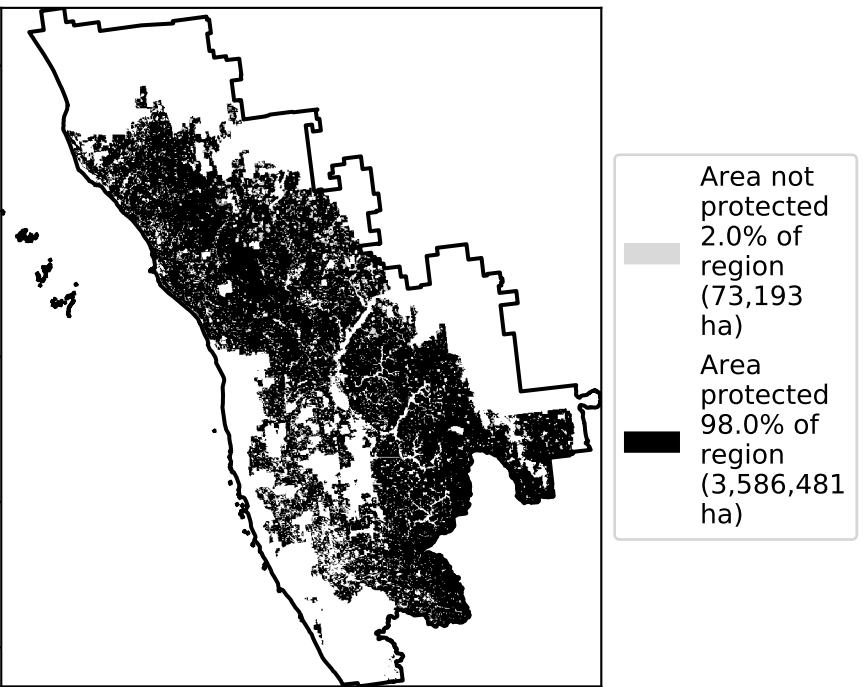 Area not
protected
2.0% of
region
(73,193
ha)
Area
protected
98.0% of
region
(3,586,481
ha)